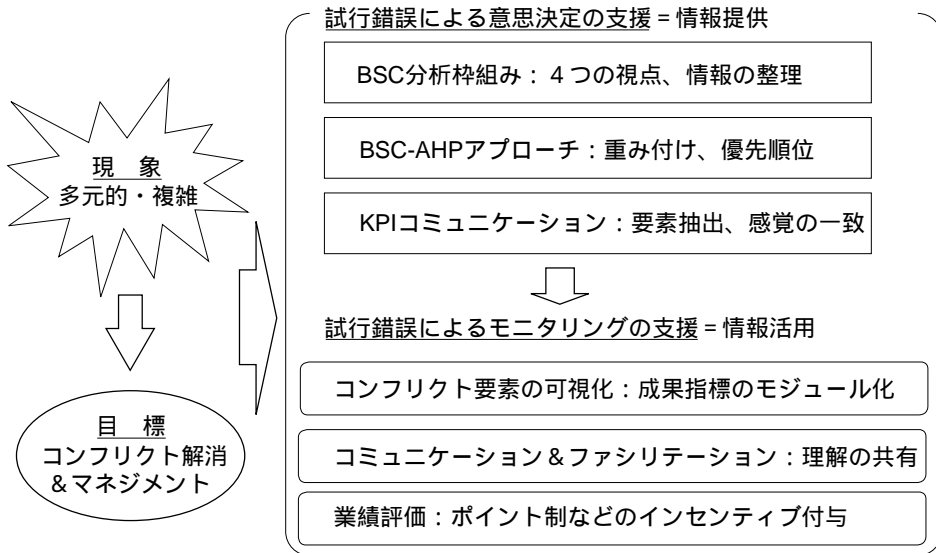 現　象
多元的・複雑
目　標
コンフリクト解消
＆マネジメント
試行錯誤による意思決定の支援 = 情報提供
BSC分析枠組み： 4 つの視点、情報の整理
BSC-AHPアプローチ：重み付け、優先順位
KPIコミュニケーション：要素抽出、感覚の一致
試行錯誤によるモニタリングの支援 = 情報活用
コンフリクト要素の可視化：成果指標のモジュール化
コミュニケーション＆ファシリテーション：理解の共有
業績評価：ポイント制などのインセンティブ付与